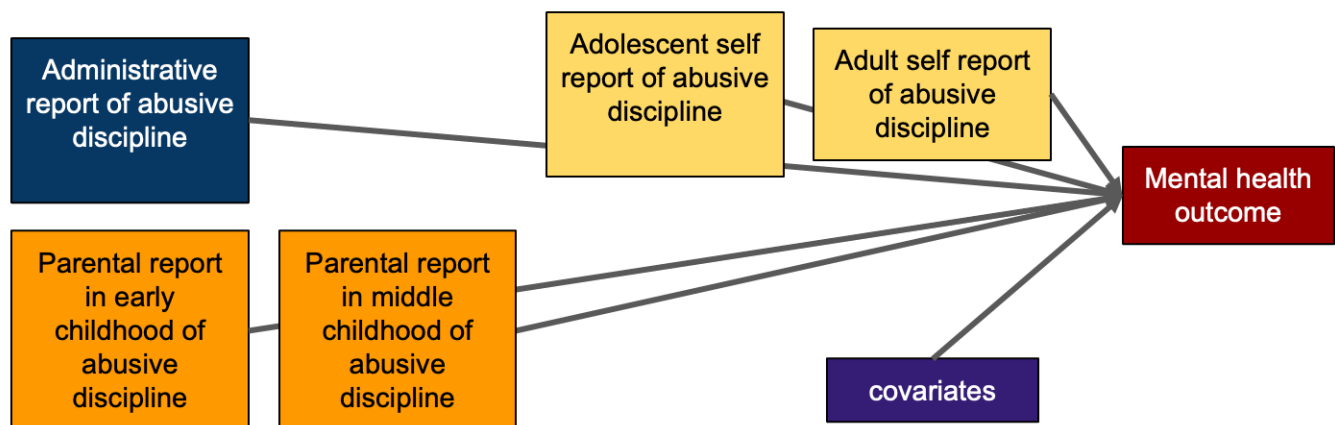 Administrative
report of abusive
discipline
Adolescent self
report of abusive
discipline
Adult self report
of abusive
discipline
Mental health
outcome
Parental report
in early
childhood of
abusive
discipline
Parental report
in middle
childhood of
abusive
discipline
covariates